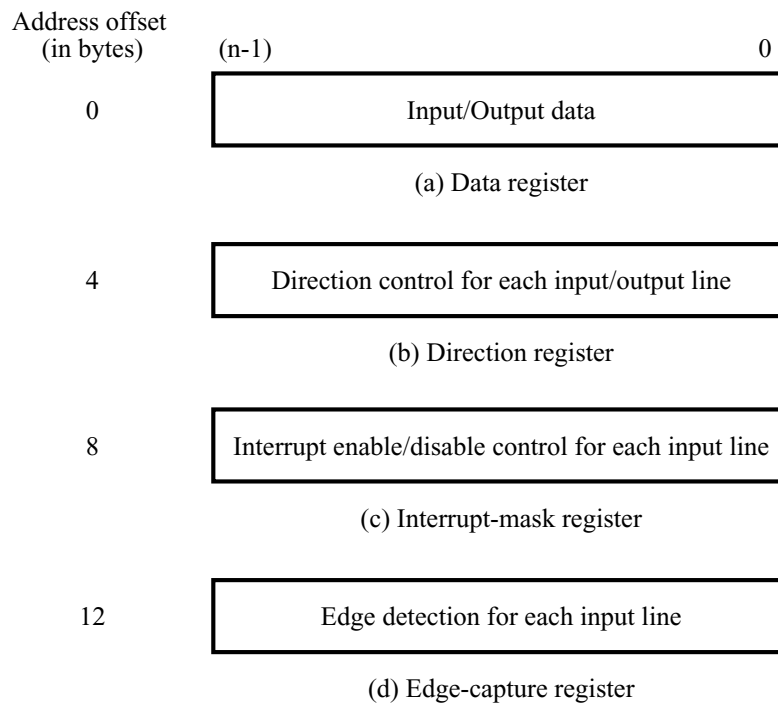 Address offset
(in bytes)
(n-1)
0
0
Input/Output data
(a) Data register
4
Direction control for each input/output line
(b) Direction register
8
Interrupt enable/disable control for each input line
(c) Interrupt-mask register
12
Edge detection for each input line
(d) Edge-capture register